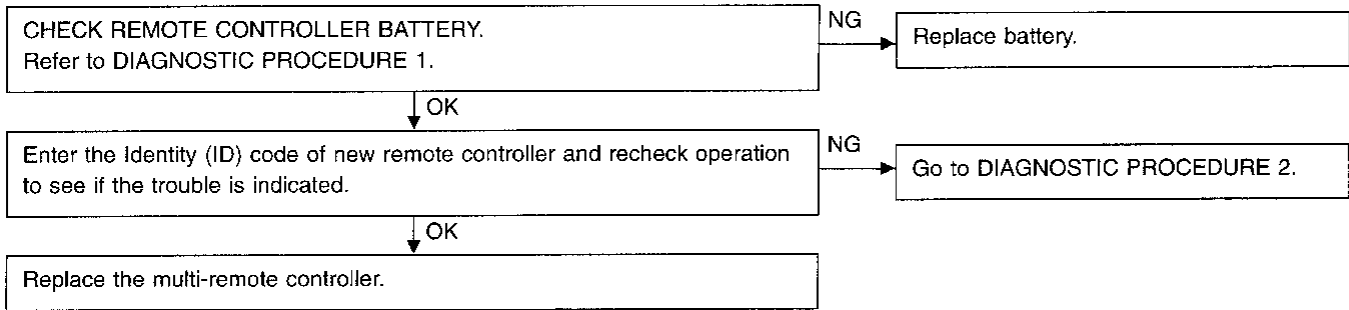 CHECK REMOTE CONTROLLER BATTERY.
Refer to DIAGNOSTIC PROCEDURE 1.
NG
Replace battery.
OK
Enter the Identity (ID) code of new remote controller and recheck operation
to see if the trouble is indicated.
NG
Go to DIAGNOSTIC PROCEDURE 2.
OK
Replace the multi-remote controller.